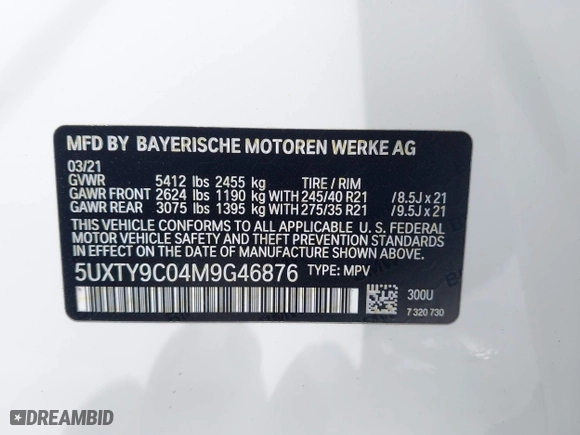 MFD BY BAYERISCHE MOTOREN WERKE AG
03/21
GVWR 5412 lbs 2455 kg TIRE / RIM
GAWR FRONT 2624 lbs 1190 kg WITH 245/40 R21 /8.5J x 21
GAWR REAR 3075 lbs 1395 kg WITH 275/35 R21 /9.5J x 21
THIS VEHICLE CONFORMS TO ALL APPLICABLE U. S. FEDERAL
MOTOR VEHICLE SAFETY, BUMPER, AND THEFT PREVENTION STANDARDS
IN EFFECT ON THE DATE OF MANUFACTURE SHOWN ABOVE.
5UXTY9C04M9G46876 TYPE: MPV
300U
7 320 730
DREAMBID